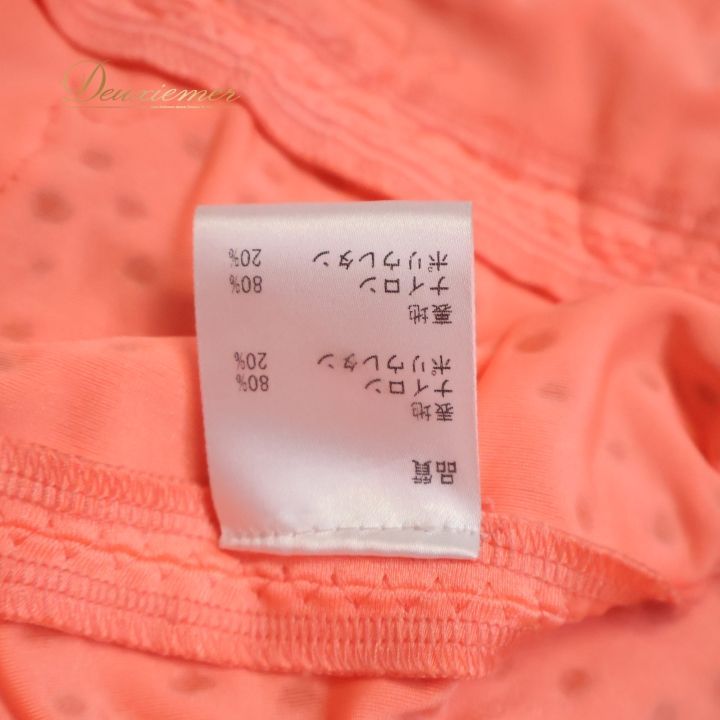 Deuxiemer
品質
表地
ナイロン 80%
ポリウレタン 20%
裏地
ナイロン 80%
ポリウレタン 20%